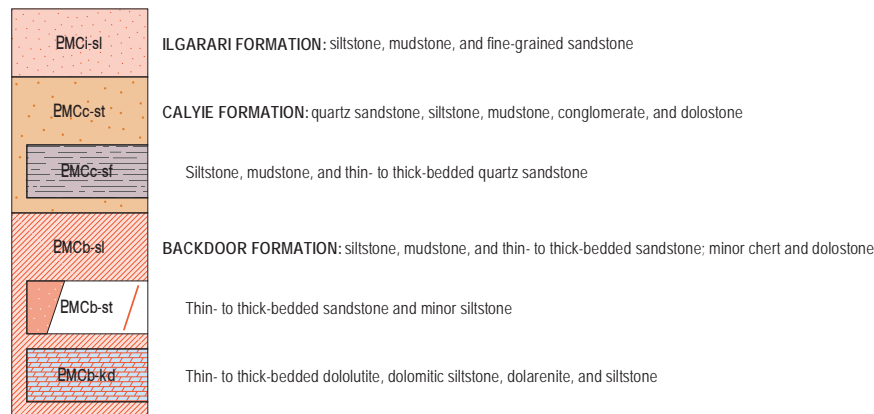 PMCi-sl ILGARARI FORMATION: siltstone, mudstone, and fine-grained sandstone
PMCc-st CALYIE FORMATION: quartz sandstone, siltstone, mudstone, conglomerate, and dolostone
PMCc-sf Siltstone, mudstone, and thin- to thick-bedded quartz sandstone
PMCb-sl BACKDOOR FORMATION: siltstone, mudstone, and thin- to thick-bedded sandstone; minor chert and dolostone
PMCb-st Thin- to thick-bedded sandstone and minor siltstone
PMCb-kd Thin- to thick-bedded dololutite, dolomitic siltstone, dolarenite, and siltstone